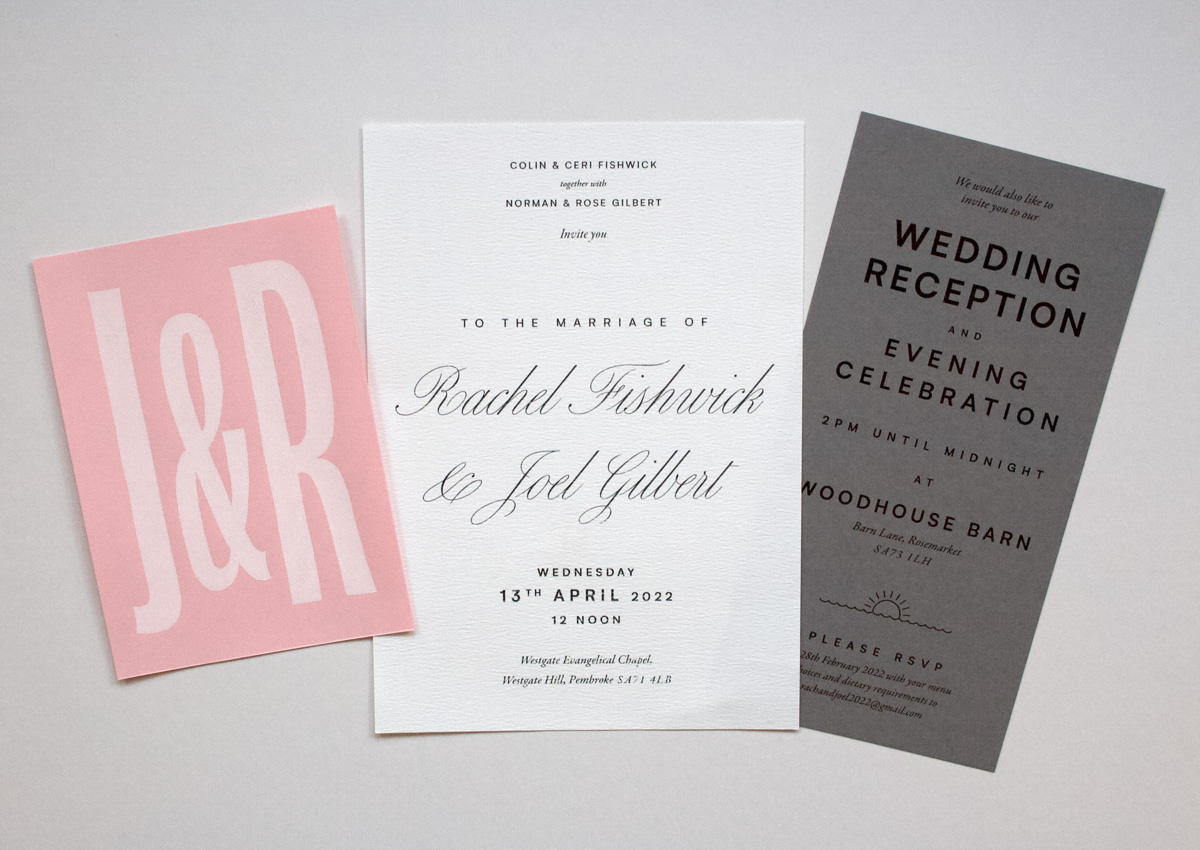 J&R
COLIN & CERI FISHWICK
together with
NORMAN & ROSE GILBERT
Invite you
TO THE MARRIAGE OF
Rachel Fishwick
& Joel Gilbert
WEDNESDAY
13TH APRIL 2022
12 NOON
Westgate Evangelical Chapel,
Westgate Hill, Pembroke SA71 4LB
We would also like to
invite you to our
WEDDING
RECEPTION
AND
EVENING
CELEBRATION
2PM UNTIL MIDNIGHT
AT
WOODHOUSE BARN
Barn Lane, Rosemarket
SA73 1LH
PLEASE RSVP
28th February 2022 with your menu
and dietary requirements to
rachandjoel2022@gmail.com